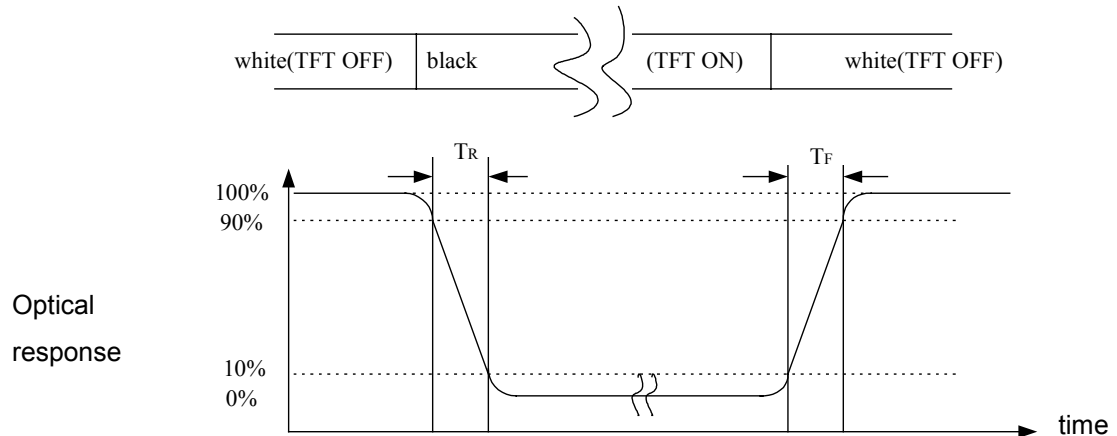 white(TFT OFF) black (TFT ON) white(TFT OFF)
TR TF
100%
90%
Optical
response
10%
0%
time